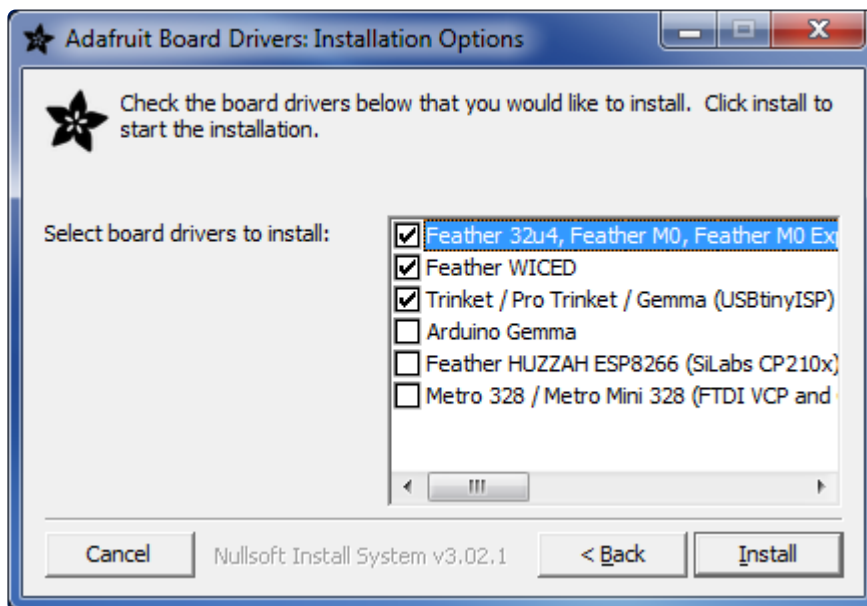 Adafruit Board Drivers: Installation Options
Check the board drivers below that you would like to install. Click install to
start the installation.
Select board drivers to install:
Feather 32u4, Feather M0, Feather M0
Feather WICED
Trinket / Pro Trinket / Gemma (USBtinyISP)
Arduino Gemma
Feather HUZZAH ESP8266 (SiLabs CP210x)
Metro 328 / Metro Mini 328 (FTDI VCP and
Cancel
Nullsoft Install System v3.02.1
< Back
Install